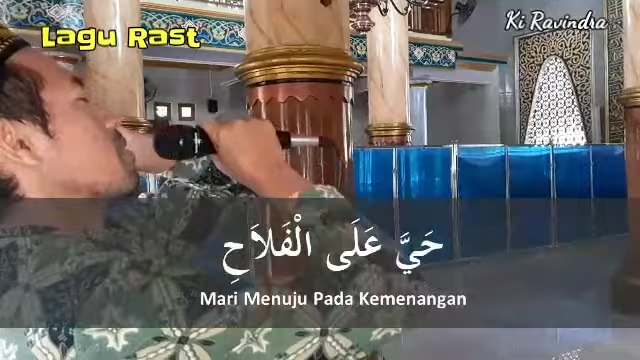 Lagu Rast
Ki Ravindra
حَيَّ عَلَى الْفَلاَحِ
Mari Menuju Pada Kemenangan